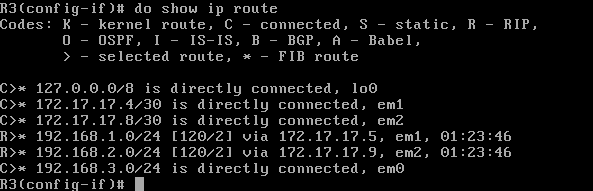 R3(config-if)# do show ip route
Codes: K - kernel route, C - connected, S - static, R - RIP,
O - OSPF, I - IS-IS, B - BGP, A - Babel,
> - selected route, * - FIB route
C>* 127.0.0.0/8 is directly connected, lo0
C>* 172.17.17.4/30 is directly connected, em1
C>* 172.17.17.8/30 is directly connected, em2
R>* 192.168.1.0/24 [120/2] via 172.17.17.5, em1, 01:23:46
R>* 192.168.2.0/24 [120/2] via 172.17.17.9, em2, 01:23:46
C>* 192.168.3.0/24 is directly connected, em0
R3(config-if)#